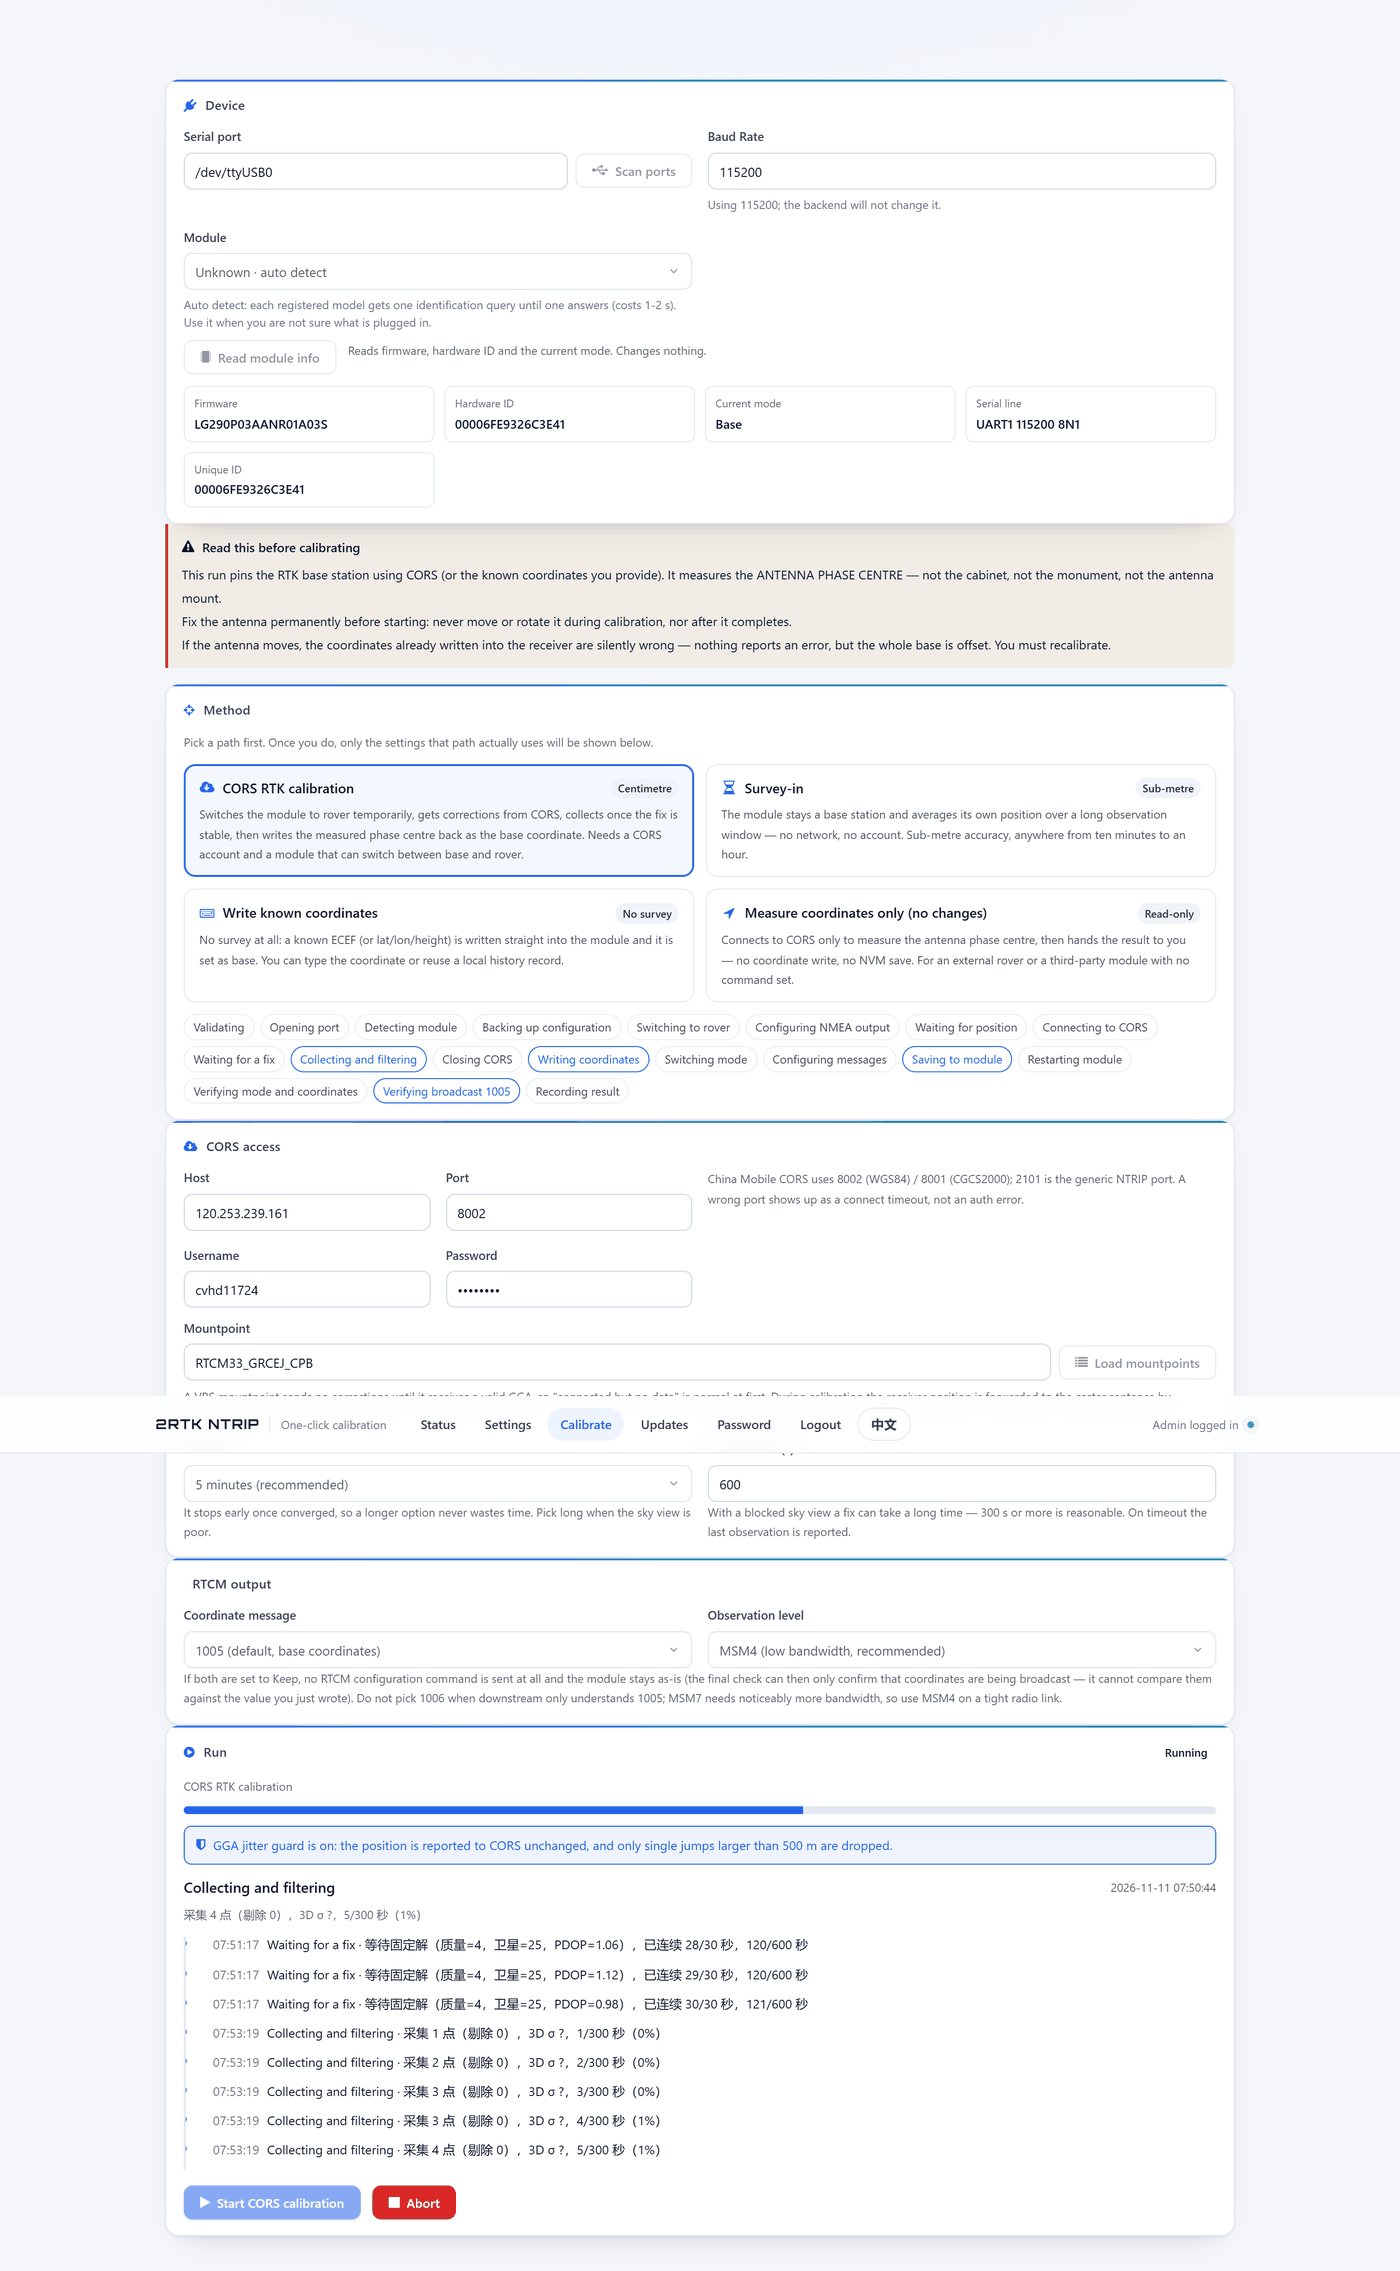 Device
Serial port
Baud Rate
/dev/ttyUSB0
Scan ports
115200
Using 115200; the backend will not change it.
Module
Unknown · auto detect
Auto detect: each registered model gets one identification query until one answers (costs 1-2 s).
Use it when you are not sure what is plugged in.
Read module info
Reads firmware, hardware ID and the current mode. Changes nothing.
Firmware
LG290P03AANR01A03S
Hardware ID
00006FE9326C3E41
Current mode
Base
Serial line
UART1 115200 8N1
Unique ID
00006FE9326C3E41
Read this before calibrating
This run pins the RTK base station using CORS (or the known coordinates you provide). It measures the ANTENNA PHASE CENTRE — not the cabinet, not the monument, not the antenna
mount.
Fix the antenna permanently before starting: never move or rotate it during calibration, nor after it completes.
If the antenna moves, the coordinates already written into the receiver are silently wrong — nothing reports an error, but the whole base is offset. You must recalibrate.
Method
Pick a path first. Once you do, only the settings that path actually uses will be shown below.
CORS RTK calibration
Centimetre
Switches the module to rover temporarily, gets corrections from CORS, collects once the fix is
stable, then writes the measured phase centre back as the base coordinate. Needs a CORS
account and a module that can switch between base and rover.
Survey-in
Sub-metre
The module stays a base station and averages its own position over a long observation
window — no network, no account. Sub-metre accuracy, anywhere from ten minutes to an
hour.
Write known coordinates
No survey
No survey at all: a known ECEF (or lat/lon/height) is written straight into the module and it is
set as base. You can type the coordinate or reuse a local history record.
Measure coordinates only (no changes)
Read-only
Connects to CORS only to measure the antenna phase centre, then hands the result to you
— no coordinate write, no NVM save. For an external rover or a third-party module with no
command set.
Validating
Opening port
Detecting module
Backing up configuration
Switching to rover
Configuring NMEA output
Waiting for position
Connecting to CORS
Waiting for a fix
Collecting and filtering
Closing CORS
Writing coordinates
Switching mode
Configuring messages
Saving to module
Restarting module
Verifying mode and coordinates
Verifying broadcast 1005
Recording result
CORS access
Host
Port
China Mobile CORS uses 8002 (WGS84) / 8001 (CGCS2000); 2101 is the generic NTRIP port. A
wrong port shows up as a connect timeout, not an auth error.
120.253.239.161
8002
Username
Password
cvhd11724
••••••••
Mountpoint
RTCM33_GRCEJ_CPB
Load mountpoints
A VRS mountpoint sends no corrections until it receives a valid GGA, so "connected but no data" is normal at first. During calibration the receiver position is forwarded to the caster sentence by
2RTK NTRIP
One-click calibration
Status
Settings
Calibrate
Updates
Password
Logout
中文
Admin logged in
5 minutes (recommended)
600
It stops early once converged, so a longer option never wastes time. Pick long when the sky view is
poor.
With a blocked sky view a fix can take a long time — 300 s or more is reasonable. On timeout the
last observation is reported.
RTCM output
Coordinate message
Observation level
1005 (default, base coordinates)
MSM4 (low bandwidth, recommended)
If both are set to Keep, no RTCM configuration command is sent at all and the module stays as-is (the final check can then only confirm that coordinates are being broadcast — it cannot compare them
against the value you just wrote). Do not pick 1006 when downstream only understands 1005; MSM7 needs noticeably more bandwidth, so use MSM4 on a tight radio link.
Run
Running
CORS RTK calibration
GGA jitter guard is on: the position is reported to CORS unchanged, and only single jumps larger than 500 m are dropped.
Collecting and filtering
2026-11-11 07:50:44
采集 4 点（剔除 0），3D σ ?，5/300 秒（1%）
07:51:17 Waiting for a fix · 等待固定解（质量=4，卫星=25，PDOP=1.06），已连续 28/30 秒，120/600 秒
07:51:17 Waiting for a fix · 等待固定解（质量=4，卫星=25，PDOP=1.12），已连续 29/30 秒，120/600 秒
07:51:17 Waiting for a fix · 等待固定解（质量=4，卫星=25，PDOP=0.98），已连续 30/30 秒，121/600 秒
07:53:19 Collecting and filtering · 采集 1 点（剔除 0），3D σ ?，1/300 秒（0%）
07:53:19 Collecting and filtering · 采集 2 点（剔除 0），3D σ ?，2/300 秒（0%）
07:53:19 Collecting and filtering · 采集 3 点（剔除 0），3D σ ?，3/300 秒（0%）
07:53:19 Collecting and filtering · 采集 3 点（剔除 0），3D σ ?，4/300 秒（1%）
07:53:19 Collecting and filtering · 采集 4 点（剔除 0），3D σ ?，5/300 秒（1%）
Start CORS calibration
Abort